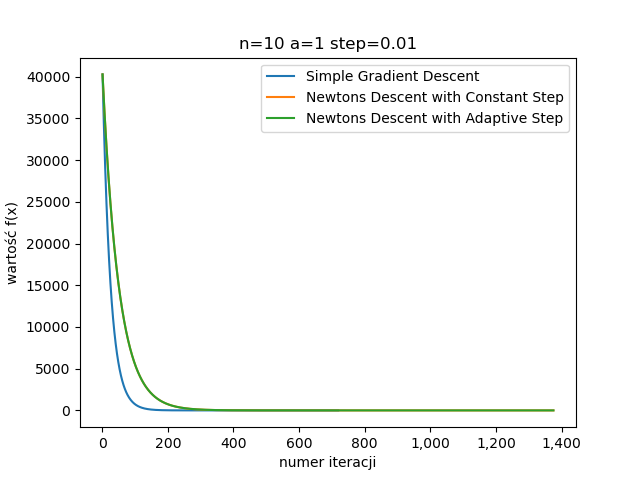 n=10 a=1 step=0.01
Simple Gradient Descent
Newtons Descent with Constant Step
Newtons Descent with Adaptive Step
wartość f(x)
40000
35000
30000
25000
20000
15000
10000
5000
0
0 200 400 600 800 1,000 1,200 1,400
numer iteracji